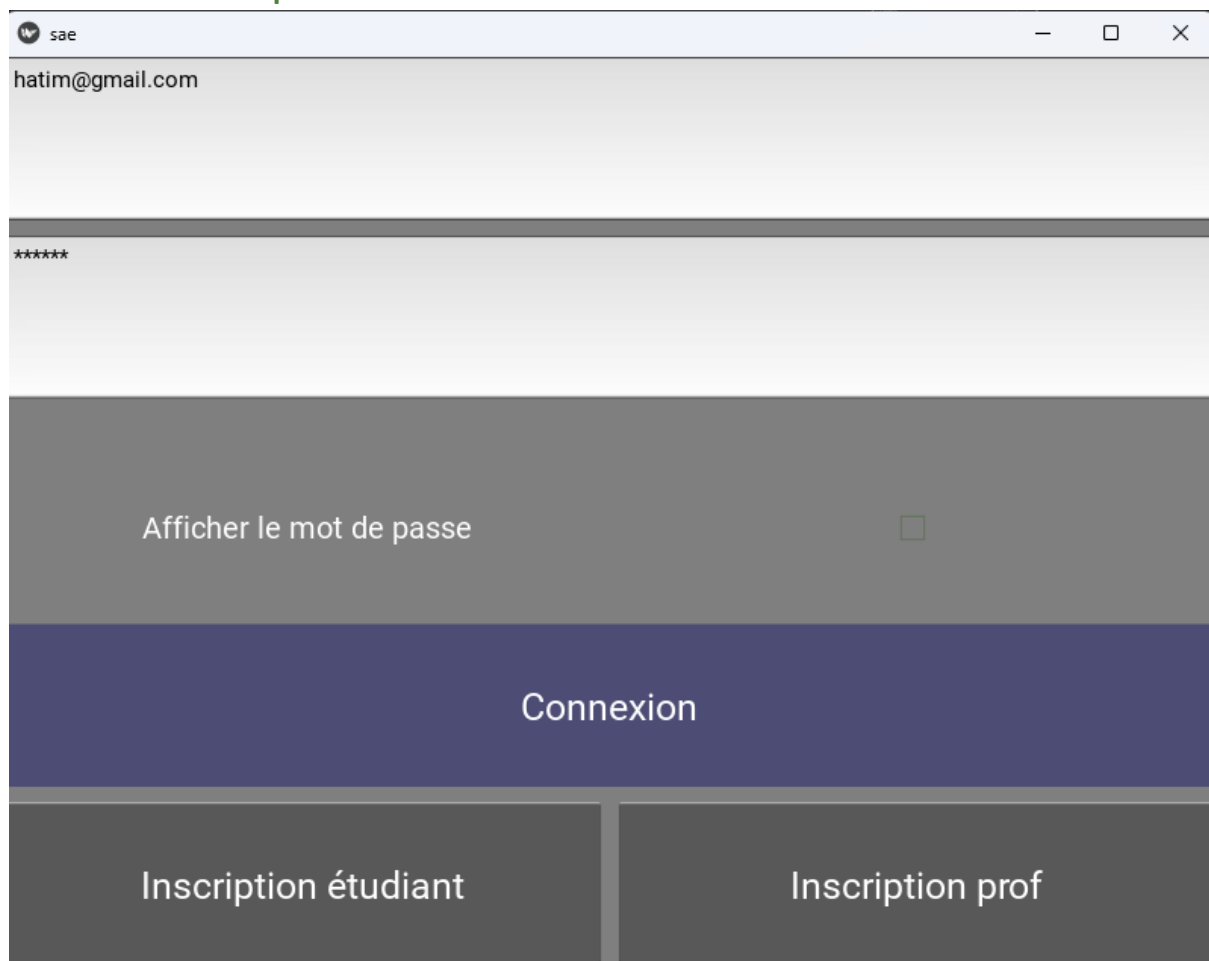 sae
hatim@gmail.com
******
Afficher le mot de passe
Connexion
Inscription étudiant
Inscription prof